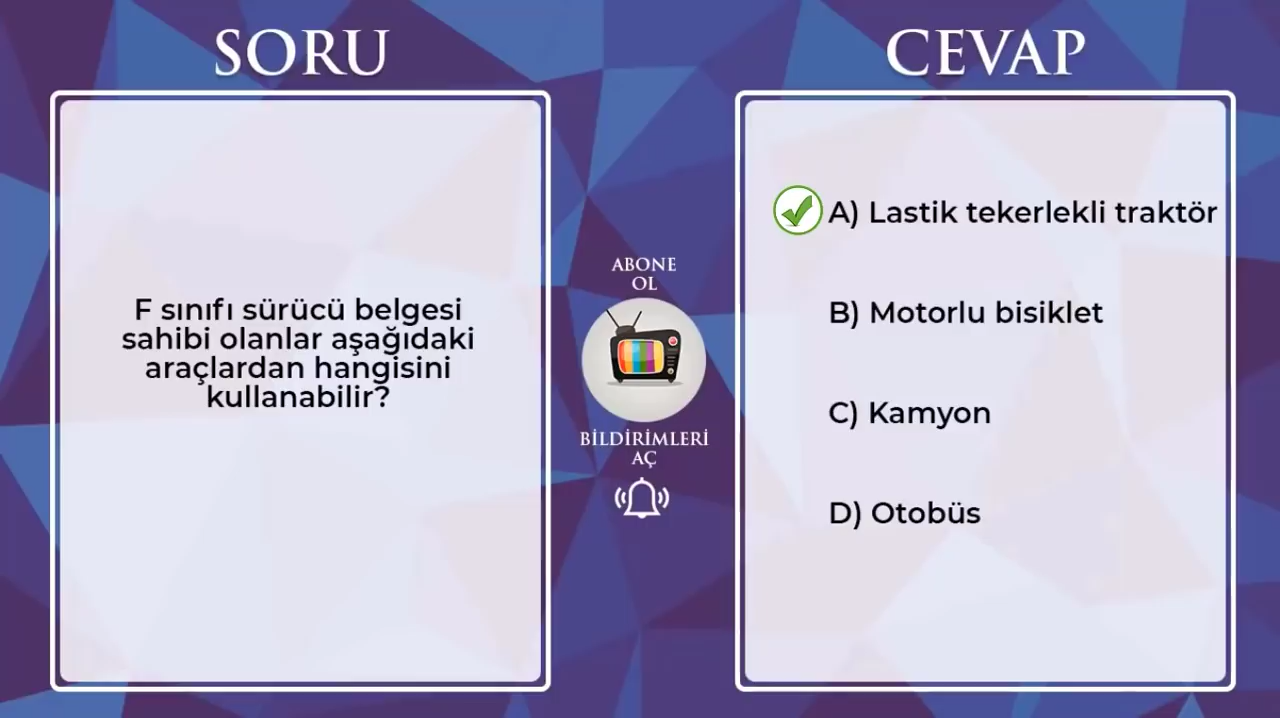 SORU
F sınıfı sürücü belgesi
sahibi olanlar aşağıdaki
araçlardan hangisini
kullanabilir?
ABONE
OL
BİLDİRİMLERİ
AÇ
CEVAP
A) Lastik tekerlekli traktör
B) Motorlu bisiklet
C) Kamyon
D) Otobüs